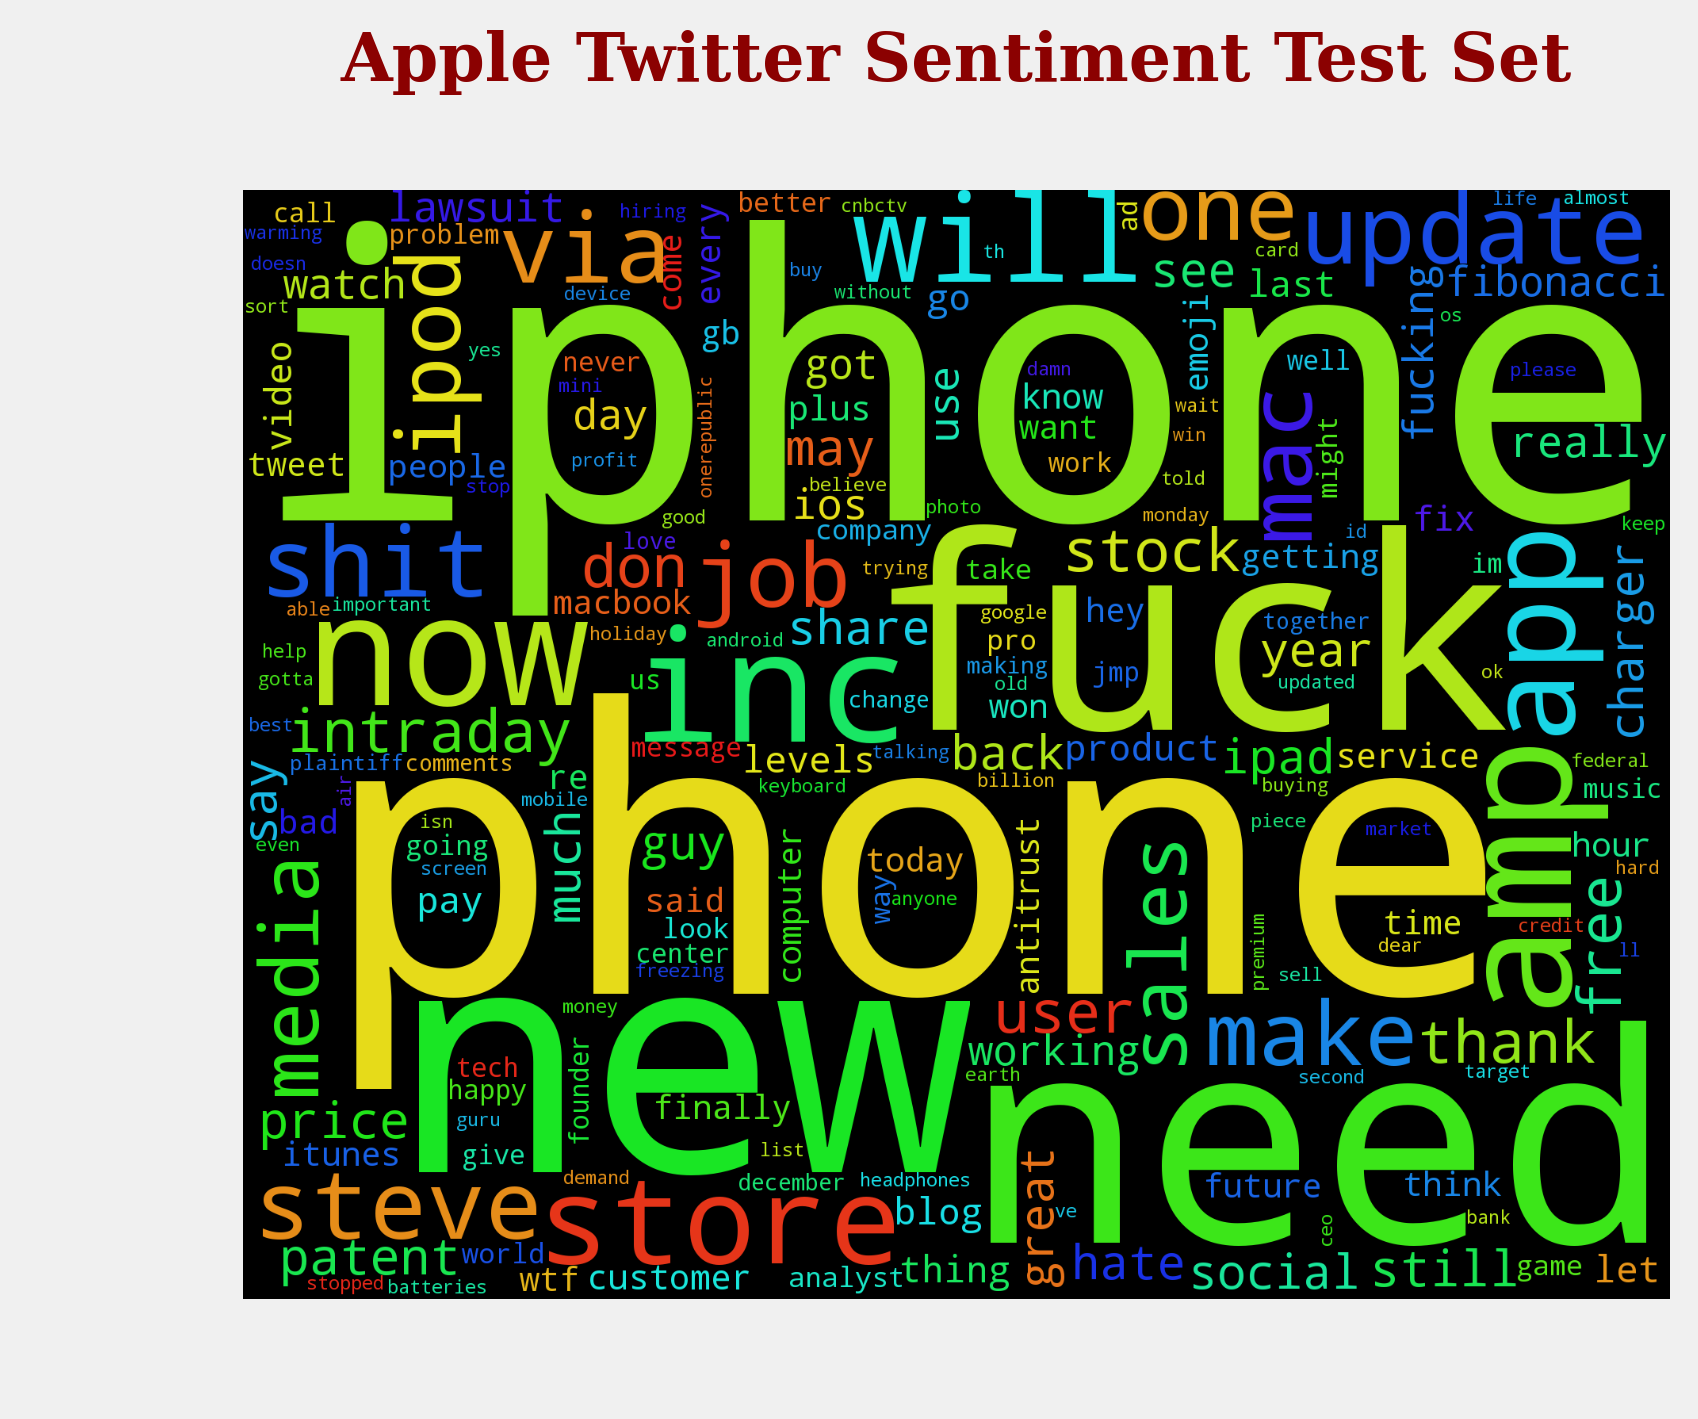 Apple Twitter Sentiment Test Set
call
lawsuit
hiring
every
better
cnbctv
will
ad
one
update
life
almost
warming
problem
via
come
th
card
doesn
watch
ipod
device
buy
without
go
see
last
fucking
fibonacci
sort
iphone
gb
emoji
os
video
yes
never
mini
day
onerepublic
got
plus
use
damn
know
want
wait
well
mac
might
please
really
tweet
people
stop
profit
may
believe
ios
work
win
told
good
photo
monday
fix
keep
shit
love
don
job
company
trying
take
stock
getting
id
im
app
charger
able
important
macbook
holiday
android
share
fuck
google
pro
hey
together
year
help
gotta
now
us
inc
change
making
old
won
jmp
updated
ok
best
intraday
message
levels
talking
back
product
ipad
service
federal
say
plaintiff
comments
air
re
mobile
keyboard
billion
buying
music
bad
isn
even
going
screen
much
phone
guy
computer
today
antitrust
sales
piece
market
amp
hour
hard
media
pay
said
look
center
freezing
way
anyone
premium
sell
time
dear
free
credit
ll
money
new
user
working
make
thank
earth
second
target
tech
happy
guru
founder
finally
need
price
itunes
give
list
steve
demand
store
december
headphones
blog
great
ve
future
think
bank
ceo
patent
world
stopped
batteries
wtf
customer
analyst
thing
hate
social
still
game
let